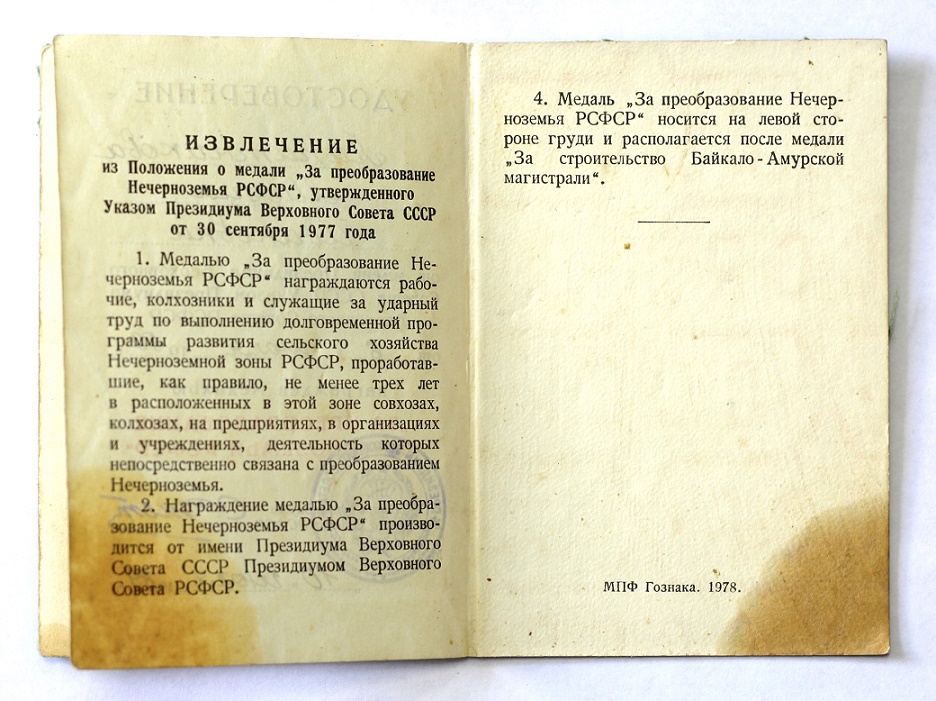 ИЗВЛЕЧЕНИЕ
из Положения о медали „За преобразование
Нечерноземья РСФСР“, утвержденного
Указом Президиума Верховного Совета СССР
от 30 сентября 1977 года
1. Медалью „За преобразование Не-
черноземья РСФСР“ награждаются рабо-
чие, колхозники и служащие за ударный
труд по выполнению долговременной про-
граммы развития сельского хозяйства
Нечерноземной зоны РСФСР, проработав-
шие, как правило, не менее трех лет
в расположенных в этой зоне совхозах,
колхозах, на предприятиях, в организациях
и учреждениях, деятельность которых
непосредственно связана с преобразованием
Нечерноземья.
2. Награждение медалью „За преобра-
зование Нечерноземья РСФСР“ произво-
дится от имени Президиума Верховного
Совета СССР Президиумом Верховного
Совета РСФСР.
4. Медаль „За преобразование Нечер-
ноземья РСФСР“ носится на левой сто-
роне груди и располагается после медали
„За строительство Байкало-Амурской
магистрали“.
МПФ Гознака. 1978.